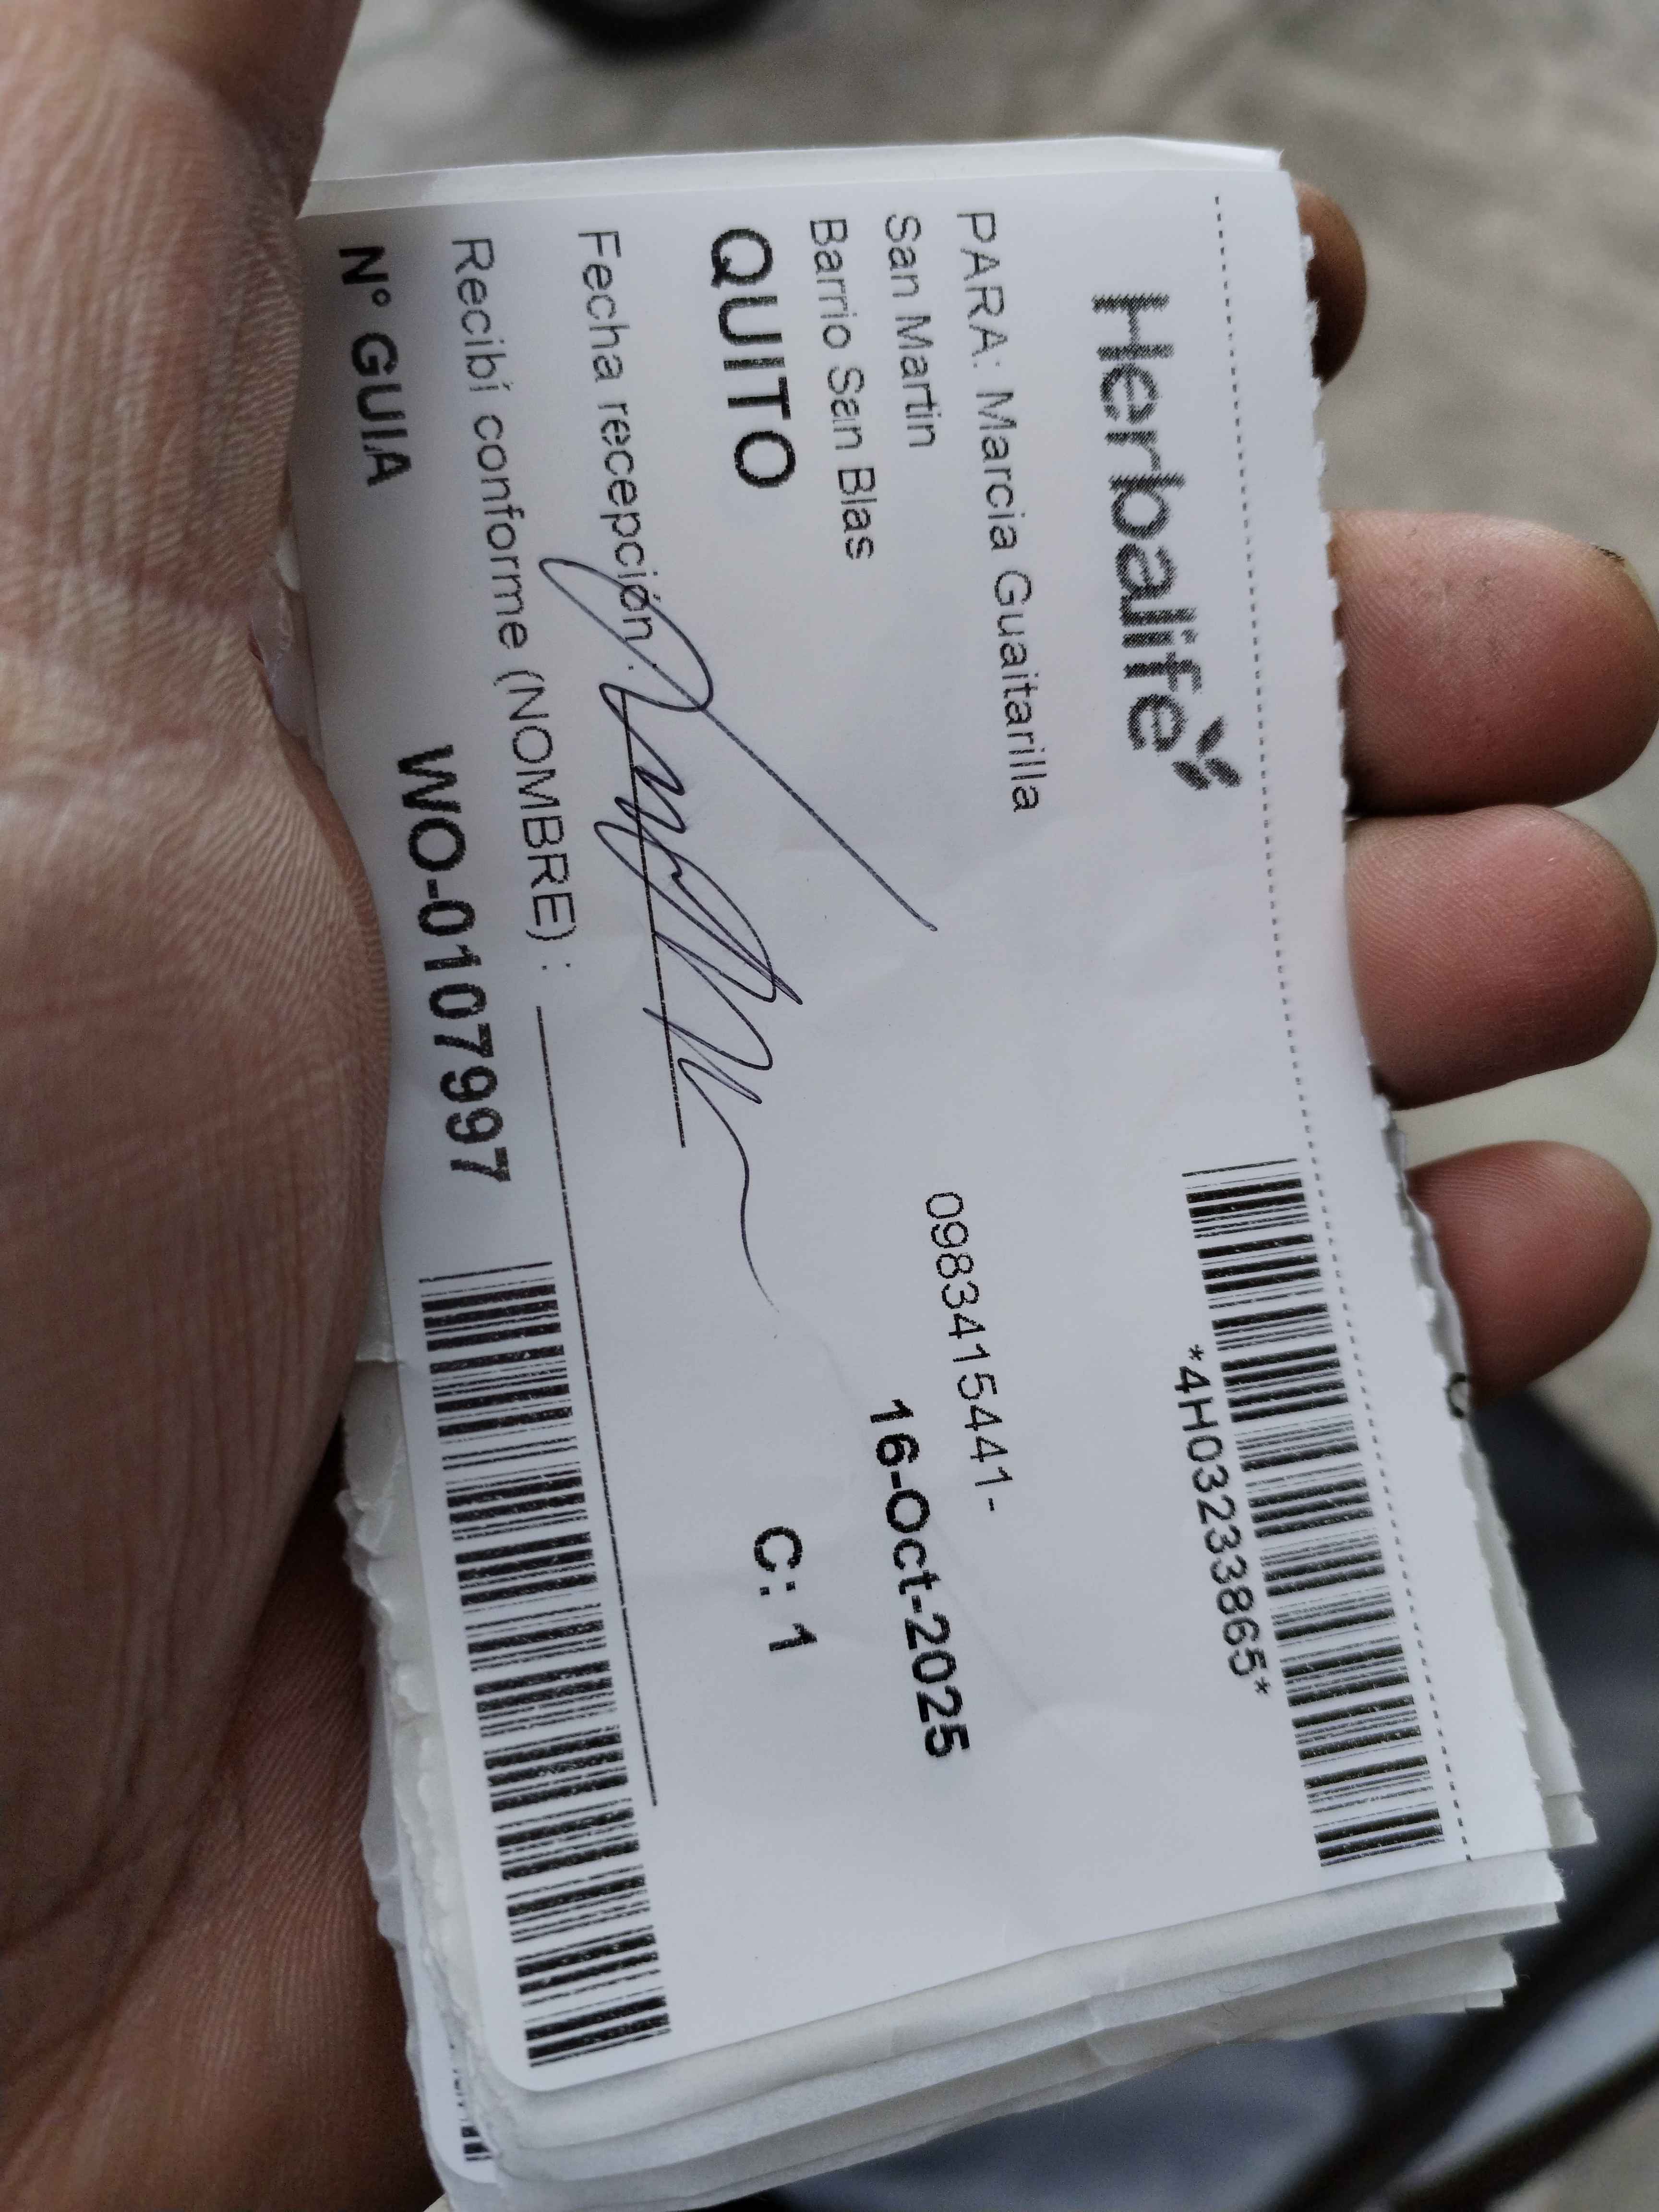 Herbalife
*4H03233865*
PARA: Marcia Guaitarilla
0983415441-
San Martin
16-Oct-2025
Barrio San Blas
QUITO
C: 1
Fecha recepción :
Recibí conforme (NOMBRE) :
N° GUIA
WO-0107997